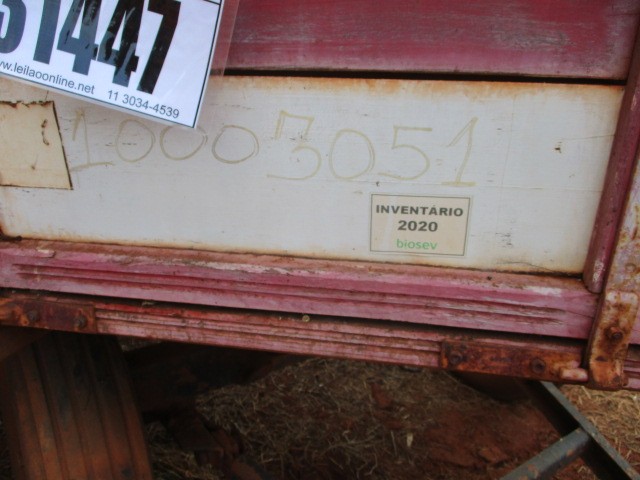 31447
www.leilaoonline.net 11 3034-4539
10003051
INVENTÁRIO
2020
biosev